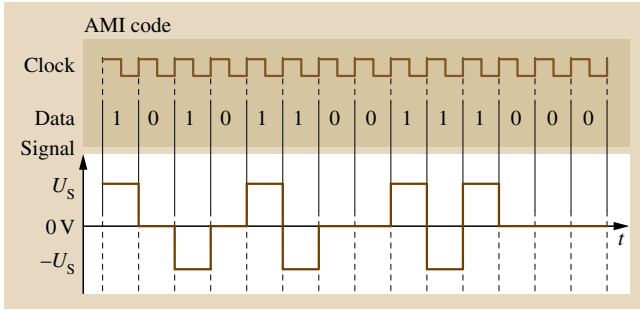 AMI code
Clock
Data 1 0 1 0 1 1 0 0 1 1 1 0 0 0
Signal
U_S
0 V
t
–U_S